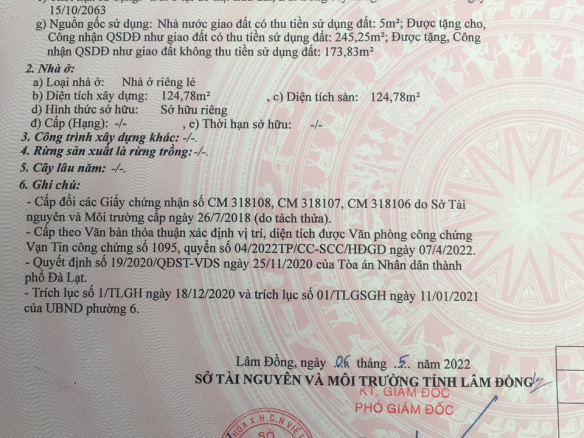 15/10/2063
g) Nguồn gốc sử dụng: Nhà nước giao đất có thu tiền sử dụng đất: 5m²; Được tặng cho,
Công nhận QSDĐ như giao đất có thu tiền sử dụng đất: 245,25m²; Được tặng, Công
nhận QSDĐ như giao đất không thu tiền sử dụng đất: 173,83m²
2. Nhà ở:
a) Loại nhà ở: Nhà ở riêng lẻ
b) Diện tích xây dựng: 124,78m² , c) Diện tích sàn: 124,78m²
d) Hình thức sở hữu: Sở hữu riêng
đ) Cấp (Hạng): -/- , e) Thời hạn sở hữu: -/-
3. Công trình xây dựng khác: -/-.
4. Rừng sản xuất là rừng trồng:-/-.
5. Cây lâu năm: -/-.
6. Ghi chú:
- Cấp đổi các Giấy chứng nhận số CM 318108, CM 318107, CM 318106 do Sở Tài
nguyên và Môi trường cấp ngày 26/7/2018 (do tách thửa).
- Cấp theo Văn bản thỏa thuận xác định vị trí, diện tích được Văn phòng công chứng
Vạn Tin công chứng số 1095, quyển số 04/2022TP/CC-SCC/HĐGD ngày 07/4/2022.
- Quyết định số 19/2020/QĐST-VDS ngày 25/11/2020 của Tòa án Nhân dân thành
phố Đà Lạt.
- Trích lục số 1/TLGH ngày 18/12/2020 và trích lục số 01/TLGSGH ngày 11/01/2021
của UBND phường 6.
Lâm Đồng, ngày 06 tháng 5 năm 2022
SỞ TÀI NGUYÊN VÀ MÔI TRƯỜNG TỈNH LÂM ĐỒNG
KT. GIÁM ĐỐC
PHÓ GIÁM ĐỐC
HÒA X.H.C.N VIỆT
SỞ